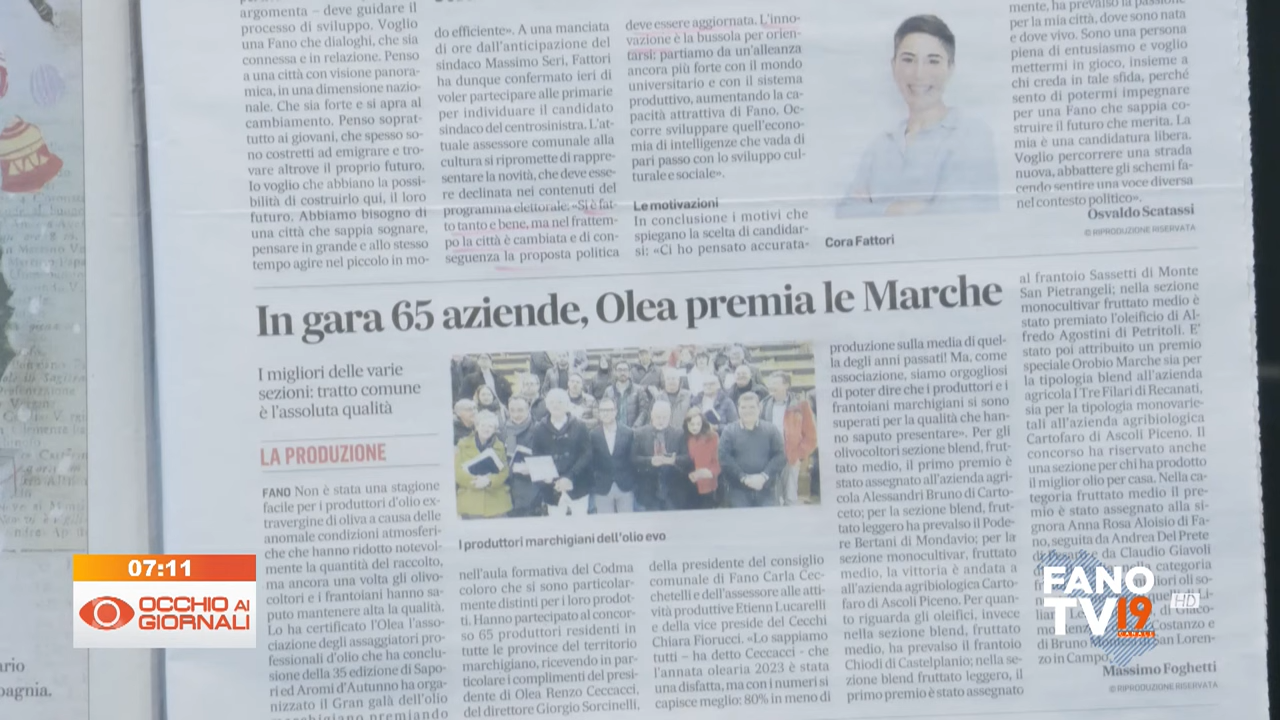 argomenta – deve guidare il
processo di sviluppo. Voglio
una Fano che dialoghi, che sia
connessa e in relazione. Penso
a una città con visione panora-
mica, in una dimensione nazio-
nale. Che sia forte e si apra al
cambiamento. Penso soprat-
tutto ai giovani, che spesso so-
no costretti ad emigrare e tro-
vare altrove il proprio futuro.
Io voglio che abbiano la possi-
bilità di costruirlo qui, il loro
futuro. Abbiamo bisogno di
una città che sappia sognare,
pensare in grande e allo stesso
tempo agire nel piccolo in mo-
do efficiente». A una manciata
di ore dall'anticipazione del
sindaco Massimo Seri, Fattori
ha dunque confermato ieri di
voler partecipare alle primarie
per individuare il candidato
sindaco del centrosinistra. L'at-
tuale assessore comunale alla
cultura si ripromette di rappre-
sentare la novità, che deve esse-
re declinata nei contenuti del
programma elettorale: «Si è fat-
to tanto e bene, ma nel frattem-
po la città è cambiata e di con-
seguenza la proposta politica
deve essere aggiornata. L'inno-
vazione è la bussola per orien-
tarsi: partiamo da un'alleanza
ancora più forte con il mondo
universitario e con il sistema
produttivo, aumentando la ca-
pacità attrattiva di Fano. Oc-
corre sviluppare quell'econo-
mia di intelligenze che vada di
pari passo con lo sviluppo cul-
turale e sociale».
Le motivazioni
In conclusione i motivi che
spiegano la scelta di candidar-
si: «Ci ho pensato accurata-
Cora Fattori
mente, ha prevalso la passione
per la mia città, dove sono nata
e dove vivo. Sono una persona
piena di entusiasmo e voglio
mettermi in gioco, insieme a
chi creda in tale sfida, perché
sento di potermi impegnare
per una Fano che sappia co-
struire il futuro che merita. La
mia è una candidatura libera.
Voglio percorrere una strada
nuova, abbattere gli schemi fa-
cendo sentire una voce diversa
nel contesto politico».
Osvaldo Scatassi
© RIPRODUZIONE RISERVATA
In gara 65 aziende, Olea premia le Marche
I migliori delle varie
sezioni: tratto comune
è l'assoluta qualità
LA PRODUZIONE
FANO Non è stata una stagione
facile per i produttori d'olio ex-
travergine di oliva a causa delle
anomale condizioni atmosferi-
che che hanno ridotto notevol-
mente la quantità del raccolto,
ma ancora una volta gli olivi-
coltori e i frantoiani hanno sa-
puto mantenere alta la qualità.
Lo ha certificato l'Olea l'asso-
ciazione degli assaggiatori pro-
fessionali d'olio che ha conclu-
sione della 35 edizione di Sapo-
ri ed Aromi d'Autunno ha orga-
nizzato il Gran galà dell'olio
marchigiano premiando
I produttori marchigiani dell'olio evo
nell'aula formativa del Codma
coloro che si sono particolar-
mente distinti per i loro prodot-
ti. Hanno partecipato al concor-
so 65 produttori residenti in
tutte le province del territorio
marchigiano, ricevendo in par-
ticolare i complimenti del presi-
dente di Olea Renzo Ceccacci,
del direttore Giorgio Sorcinelli,
della presidente del consiglio
comunale di Fano Carla Cec-
chetelli e dell'assessore alle atti-
vità produttive Etienn Lucarelli
e della vice preside del Cecchi
Chiara Fiorucci. «Lo sappiamo
tutti – ha detto Ceccacci - che
l'annata olearia 2023 è stata
una disfatta, ma con i numeri si
capisce meglio: 80% in meno di
produzione sulla media di quel-
la degli anni passati! Ma, come
associazione, siamo orgogliosi
di poter dire che i produttori e i
frantoiani marchigiani si sono
superati per la qualità che han-
no saputo presentare». Per gli
olivocoltori sezione blend, frut-
tato medio, il primo premio è
stato assegnato all'azienda agri-
cola Alessandri Bruno di Carto-
ceto; per la sezione blend, frut-
tato leggero ha prevalso il Pode-
re Bertani di Mondavio; per la
sezione monocultivar, fruttato
medio, la vittoria è andata a
all'azienda agribiologica Carto-
faro di Ascoli Piceno. Per quan-
to riguarda gli oleifici, invece
nella sezione blend, fruttato
medio, ha prevalso il frantoio
Chiodi di Castelplanio; nella se-
zione blend fruttato leggero, il
primo premio è stato assegnato
al frantoio Sassetti di Monte
San Pietrangeli; nella sezione
monocultivar fruttato medio è
stato premiato l'oleificio di Al-
fredo Agostini di Petritoli. E'
stato poi attribuito un premio
speciale Orobio Marche sia per
la tipologia blend all'azienda
agricola I Tre Filari di Recanati,
sia per la tipologia monovarie-
tali all'azienda agribiologica
Cartofaro di Ascoli Piceno. Il
concorso ha riservato anche
una sezione per chi ha prodotto
il miglior olio per casa. Nella ca-
tegoria fruttato medio il pre-
mio è stato assegnato alla si-
gnora Anna Rosa Aloisio di Fa-
no, seguita da Andrea Del Prete
da Claudio Giavoli
categoria
Costanzo e
di Bruno San Loren-
zo in Campo.
Massimo Foghetti
© RIPRODUZIONE RISERVATA
07:11
OCCHIO AI
GIORNALI
FANO
TV19
CANALE
HD